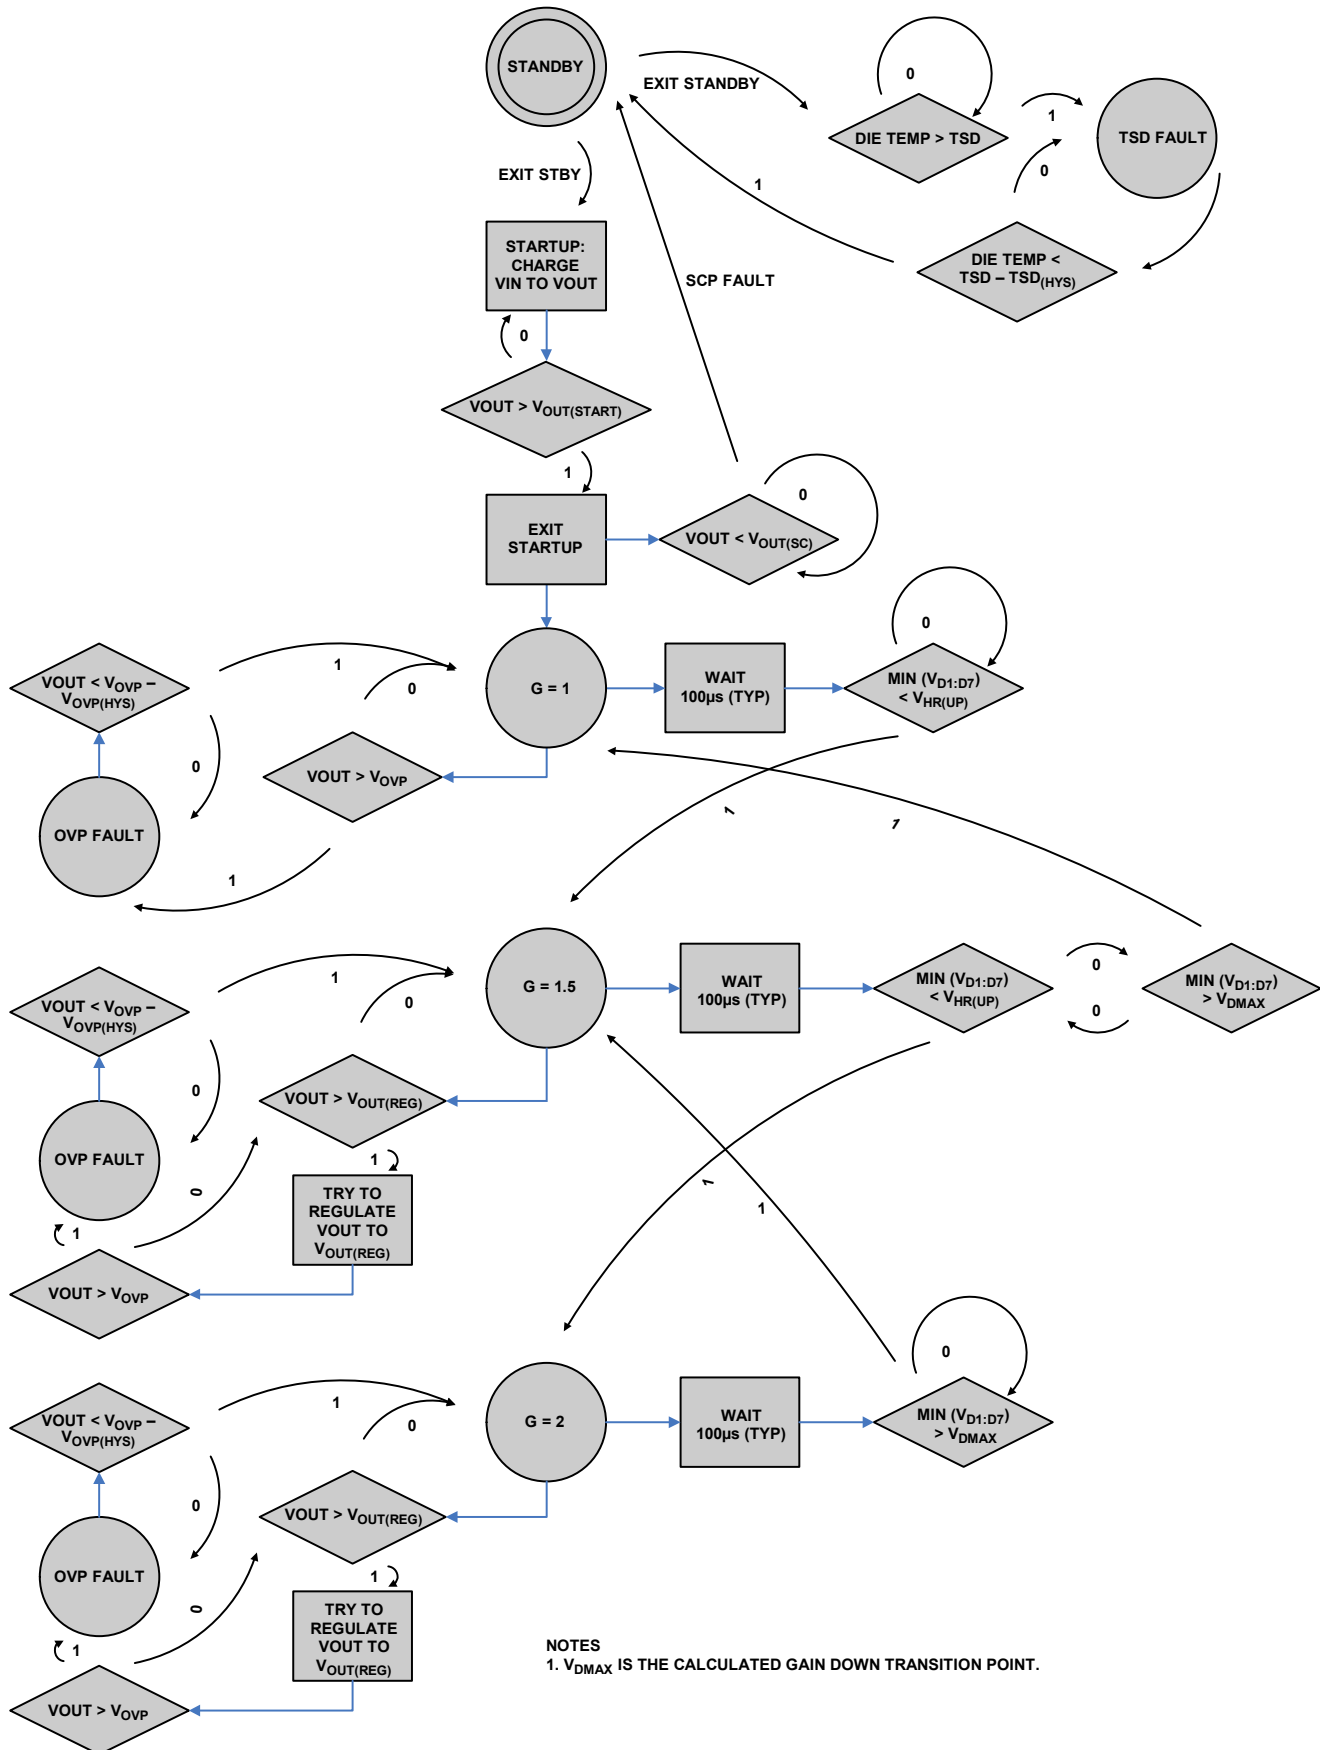 STANDBY
EXIT STANDBY
0
DIE TEMP > TSD
1
TSD FAULT
0
EXIT STBY
1
STARTUP:
CHARGE
VIN TO VOUT
DIE TEMP <
TSD – TSD(HYS)
SCP FAULT
0
VOUT > VOUT(START)
1
0
EXIT
STARTUP
VOUT < VOUT(SC)
0
VOUT < VOVP –
VOVP(HYS)
1
0
G = 1
WAIT
100µs (TYP)
MIN (VD1:D7)
< VHR(UP)
0
VOUT > VOVP
OVP FAULT
1
1
1
VOUT < VOVP –
VOVP(HYS)
1
0
G = 1.5
WAIT
100µs (TYP)
MIN (VD1:D7)
< VHR(UP)
0
0
MIN (VD1:D7)
> VDMAX
0
VOUT > VOUT(REG)
OVP FAULT
1
0
1
TRY TO
REGULATE
VOUT TO
VOUT(REG)
1
1
VOUT > VOVP
0
VOUT < VOVP –
VOVP(HYS)
1
0
G = 2
WAIT
100µs (TYP)
MIN (VD1:D7)
> VDMAX
0
VOUT > VOUT(REG)
OVP FAULT
1
0
1
TRY TO
REGULATE
VOUT TO
VOUT(REG)
VOUT > VOVP
NOTES
1. VDMAX IS THE CALCULATED GAIN DOWN TRANSITION POINT.